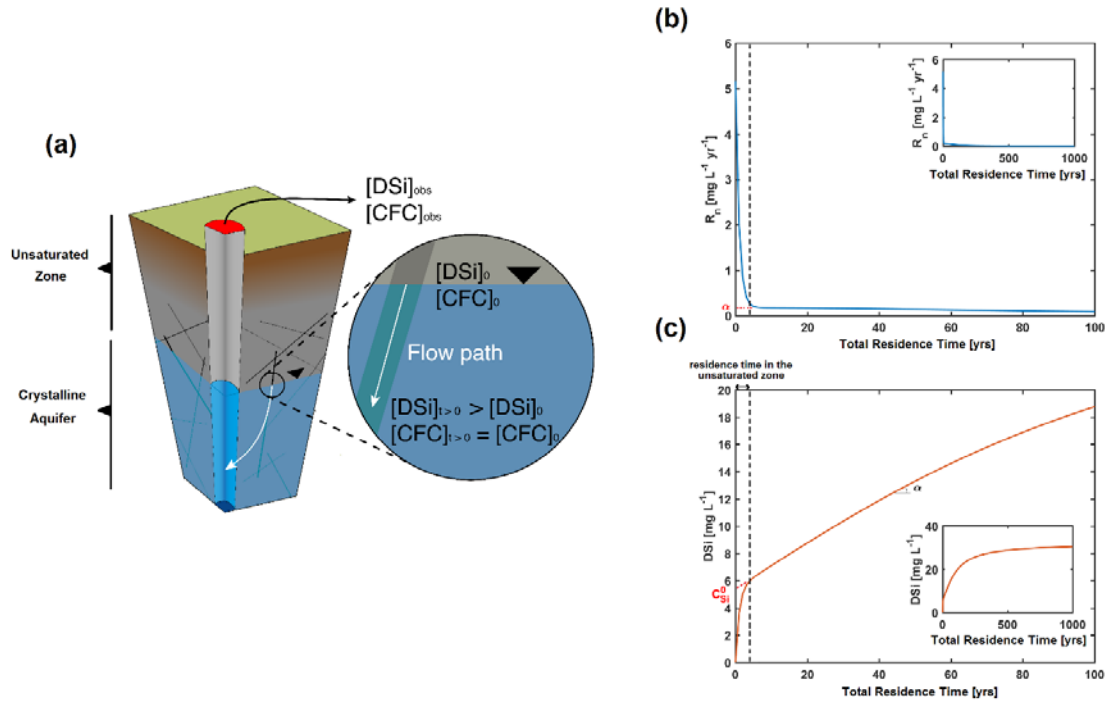 (a)
[DSi]obs
[CFC]obs
Unsaturated
Zone
Crystalline
Aquifer
[DSi]0
[CFC]0
Flow path
[DSi]t > 0 > [DSi]0
[CFC]t > 0 = [CFC]0
(b)
6
5
4
3
2
1
0
α
Rn [mg L-1 yr-1]
0 20 40 60 80 100
Total Residence Time [yrs]
6
4
2
0
Rn [mg L-1 yr-1]
0 500 1000
Total Residence Time [yrs]
(c)
residence time in the
unsaturated zone
20
18
16
14
12
10
8
6
4
2
0
C0Si
DSi [mg L-1]
α
0 20 40 60 80 100
Total Residence Time [yrs]
40
20
0
DSi [mg L-1]
0 500 1000
Total Residence Time [yrs]